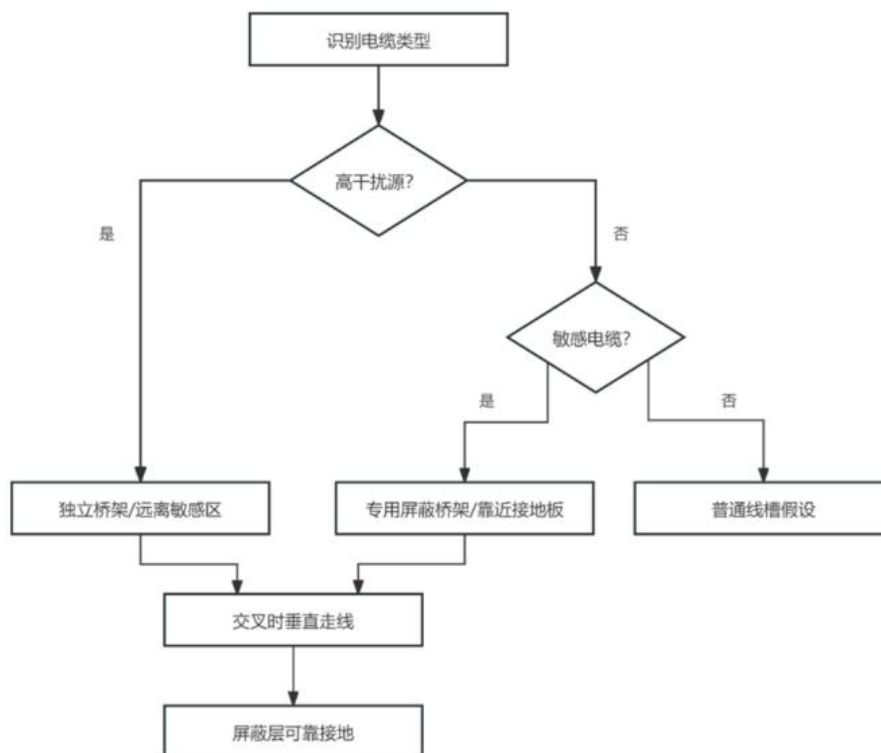 识别电缆类型
高干扰源?
是
否
敏感电缆?
是
否
独立桥架/远离敏感区
专用屏蔽桥架/靠近接地板
普通线槽假设
交叉时垂直走线
屏蔽层可靠接地